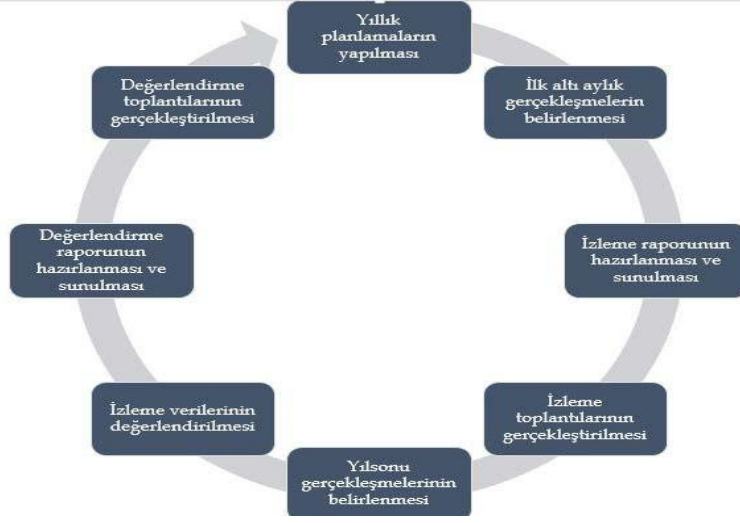 Yıllık
planlamaların
yapılması
İlk altı aylık
gerçekleşmelerin
belirlenmesi
İzleme raporunun
hazırlanması ve
sunulması
İzleme
toplantılarının
gerçekleştirilmesi
Yılsonu
gerçekleşmelerinin
belirlenmesi
İzleme verilerinin
değerlendirilmesi
Değerlendirme
raporunun
hazırlanması ve
sunulması
Değerlendirme
toplantılarının
gerçekleştirilmesi